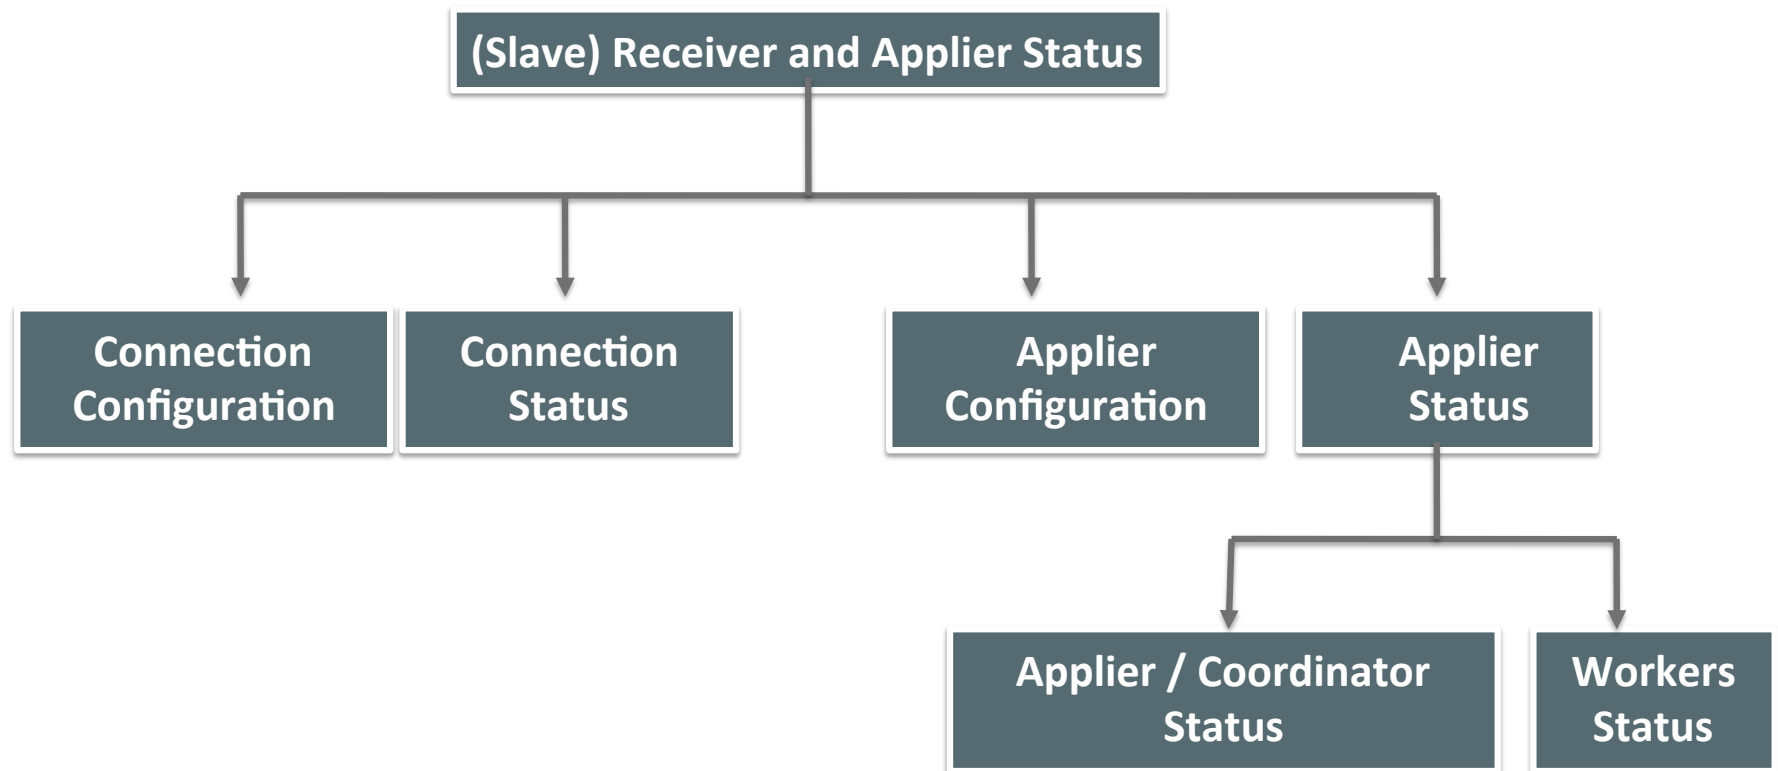 (Slave) Receiver and Applier Status
Connection
Configuration
Connection
Status
Applier
Configuration
Applier
Status
Applier / Coordinator
Status
Workers
Status